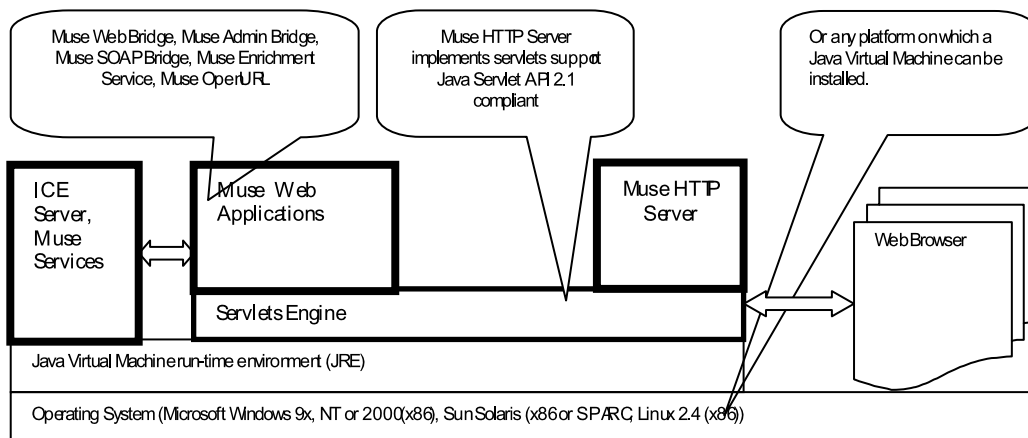 Muse Web Bridge, Muse Admin Bridge,
Muse SOAP Bridge, Muse Enrichment
Service, Muse OpenURL
Muse HTTP Server
implements servlets support
Java Servlet API 2.1
compliant
Or any platform on which a
Java Virtual Machine can be
installed.
ICE
Server,
Muse
Services
Muse Web
Applications
Muse HTTP
Server
Web Browser
Servlets Engine
Java Virtual Machine run-time environment (JRE)
Operating System (Microsoft Windows 9x, NT or 2000(x86), Sun Solaris (x86 or SPARC, Linux 2.4 (x86))